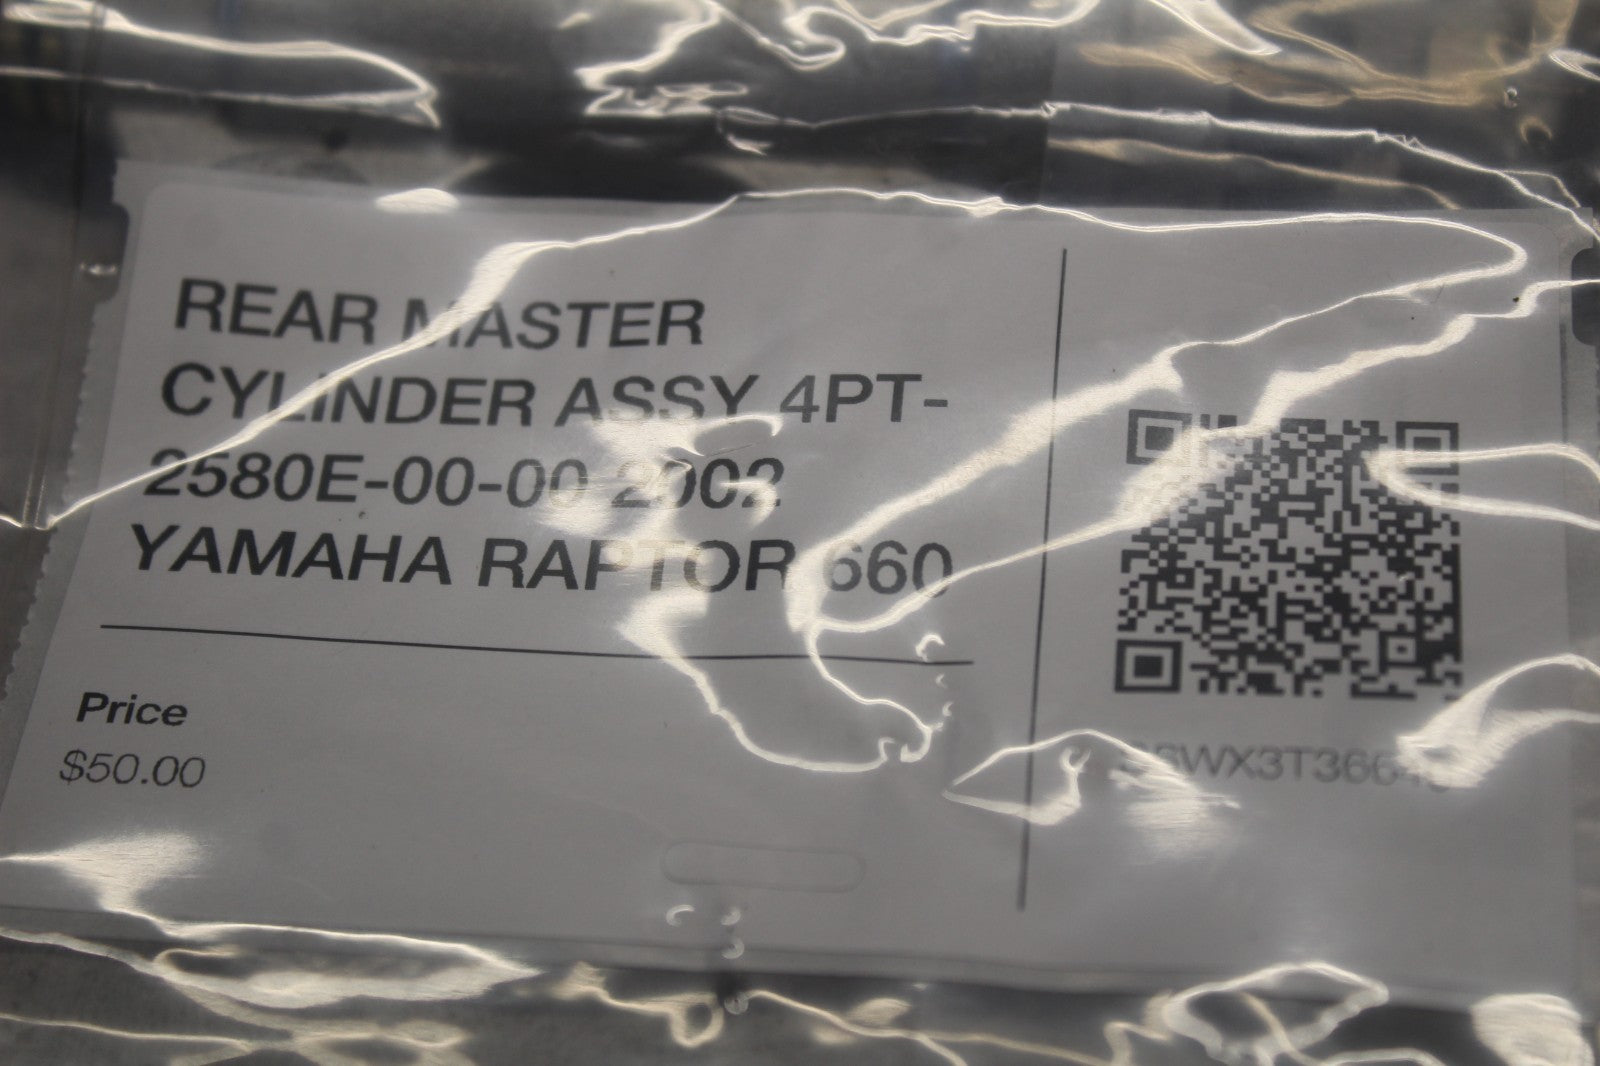 REAR MASTER
CYLINDER ASSY 4PT-
2580E-00-00 2002
YAMAHA RAPTOR 660
Price
$50.00